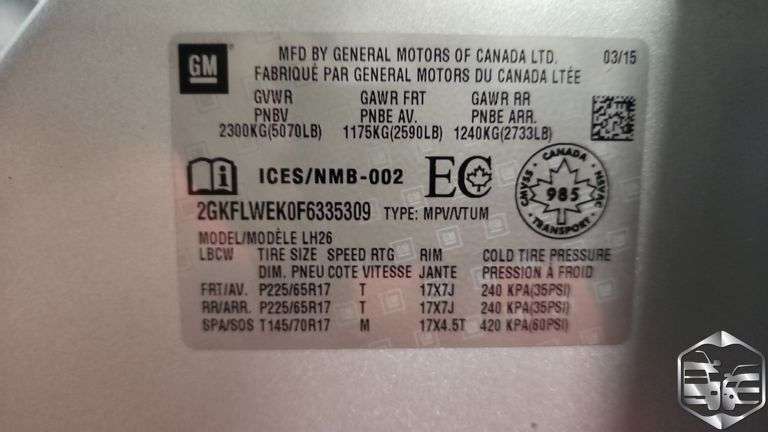 GM
MFD BY GENERAL MOTORS OF CANADA LTD. 03/15
FABRIQUÉ PAR GENERAL MOTORS DU CANADA LTÉE
GVWR GAWR FRT GAWR RR
PNBV PNBE AV. PNBE ARR.
2300KG(5070LB) 1175KG(2590LB) 1240KG(2733LB)
ICES/NMB-002 EC
CANADA
CMVSS 985 NSVAC
TRANSPORT
2GKFLWEK0F6335309 TYPE: MPV/VTUM
MODEL/MODÈLE LH26
LBCW TIRE SIZE SPEED RTG RIM COLD TIRE PRESSURE
DIM. PNEU COTE VITESSE JANTE PRESSION À FROID
FRT/AV. P225/65R17 T 17X7J 240 KPA(35PSI)
RR/ARR. P225/65R17 T 17X7J 240 KPA(35PSI)
SPA/SOS T145/70R17 M 17X4.5T 420 KPA(60PSI)